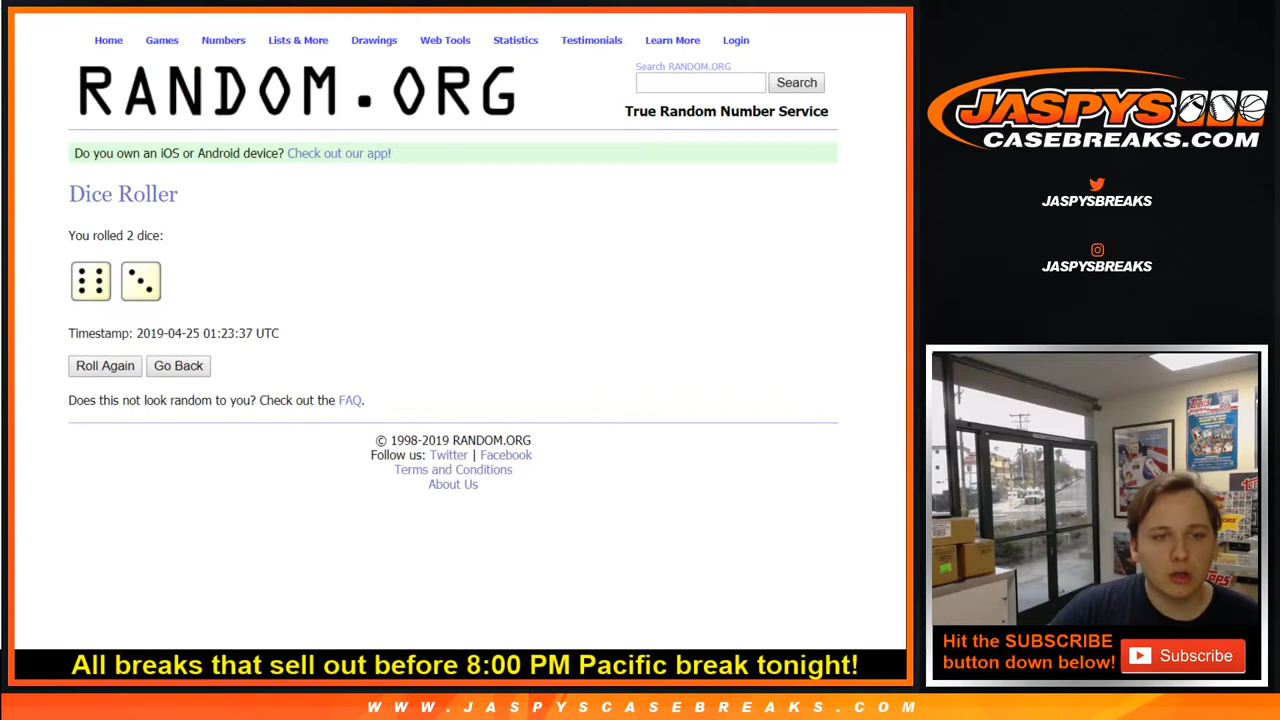 Home Games Numbers Lists & More Drawings Web Tools Statistics Testimonials Learn More Login
RANDOM.ORG
Search RANDOM.ORG
Search
True Random Number Service
Do you own an iOS or Android device? Check out our app!
Dice Roller
You rolled 2 dice:
Timestamp: 2019-04-25 01:23:37 UTC
Roll Again Go Back
Does this not look random to you? Check out the FAQ.
© 1998-2019 RANDOM.ORG
Follow us: Twitter | Facebook
Terms and Conditions
About Us
All breaks that sell out before 8:00 PM Pacific break tonight!
JASPYS
CASEBREAKS.COM
JASPYSBREAKS
JASPYSBREAKS
Hit the SUBSCRIBE
button down below!
Subscribe
WWW.JASPYSCASEBREAKS.COM